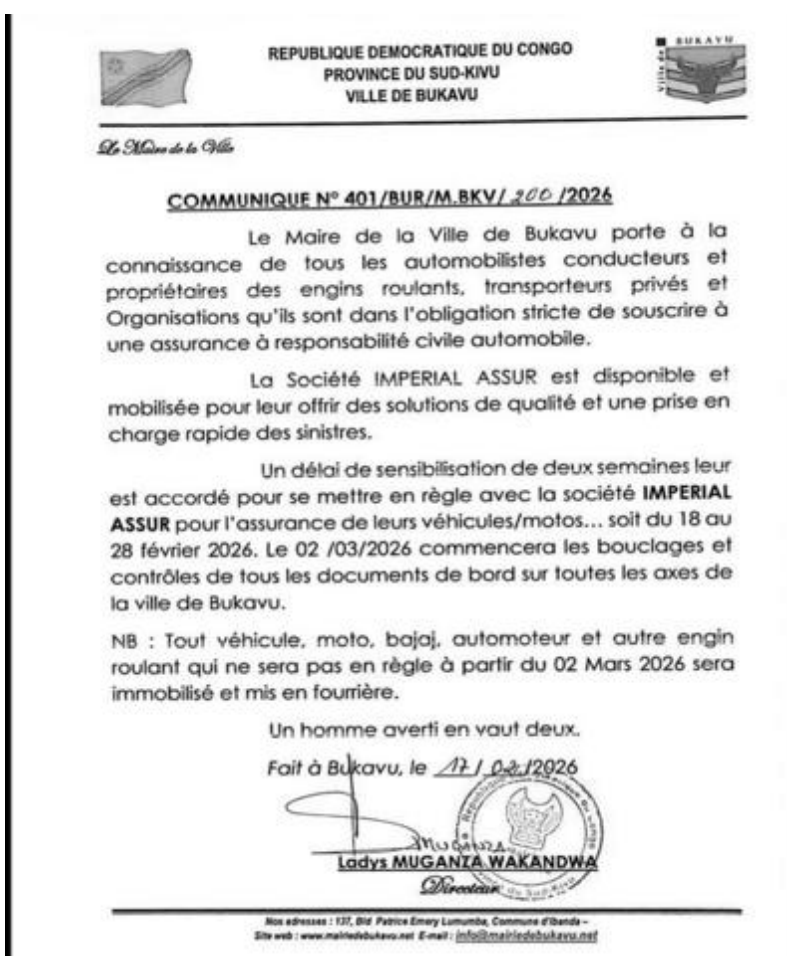 REPUBLIQUE DEMOCRATIQUE DU CONGO
PROVINCE DU SUD-KIVU
VILLE DE BUKAVU
Ville de BUKAVU
Le Maire de la Ville
COMMUNIQUE N° 401/BUR/M.BKV/ 200 /2026
Le Maire de la Ville de Bukavu porte à la
connaissance de tous les automobilistes conducteurs et
propriétaires des engins roulants, transporteurs privés et
Organisations qu'ils sont dans l'obligation stricte de souscrire à
une assurance à responsabilité civile automobile.
La Société IMPERIAL ASSUR est disponible et
mobilisée pour leur offrir des solutions de qualité et une prise en
charge rapide des sinistres.
Un délai de sensibilisation de deux semaines leur
est accordé pour se mettre en règle avec la société IMPERIAL
ASSUR pour l'assurance de leurs véhicules/motos... soit du 18 au
28 février 2026. Le 02 /03/2026 commencera les bouclages et
contrôles de tous les documents de bord sur toutes les axes de
la ville de Bukavu.
NB : Tout véhicule, moto, bajaj, automoteur et autre engin
roulant qui ne sera pas en règle à partir du 02 Mars 2026 sera
immobilisé et mis en fourrière.
Un homme averti en vaut deux.
Fait à Bukavu, le 17/ 02/2026
MUGANZA
Ladys MUGANZA WAKANDWA
Directeur
Nos adresses : 137, Bld Patrice Emery Lumumba, Commune d'Ibanda –
Site web : www.mairiedebukavu.net E-mail : info@mairiedebukavu.net